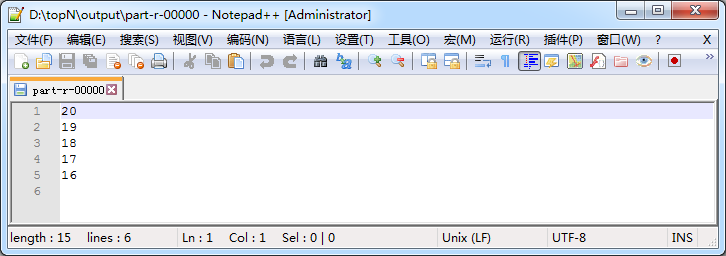 D:\topN\output\part-r-00000 - Notepad++ [Administrator]
文件(F) 编辑(E) 搜索(S) 视图(V) 编码(N) 语言(L) 设置(T) 工具(O) 宏(M) 运行(R) 插件(P) 窗口(W) ? X
part-r-00000
1 20
2 19
3 18
4 17
5 16
6
length : 15 lines : 6 Ln : 1 Col : 1 Sel : 0 | 0 Unix (LF) UTF-8 INS